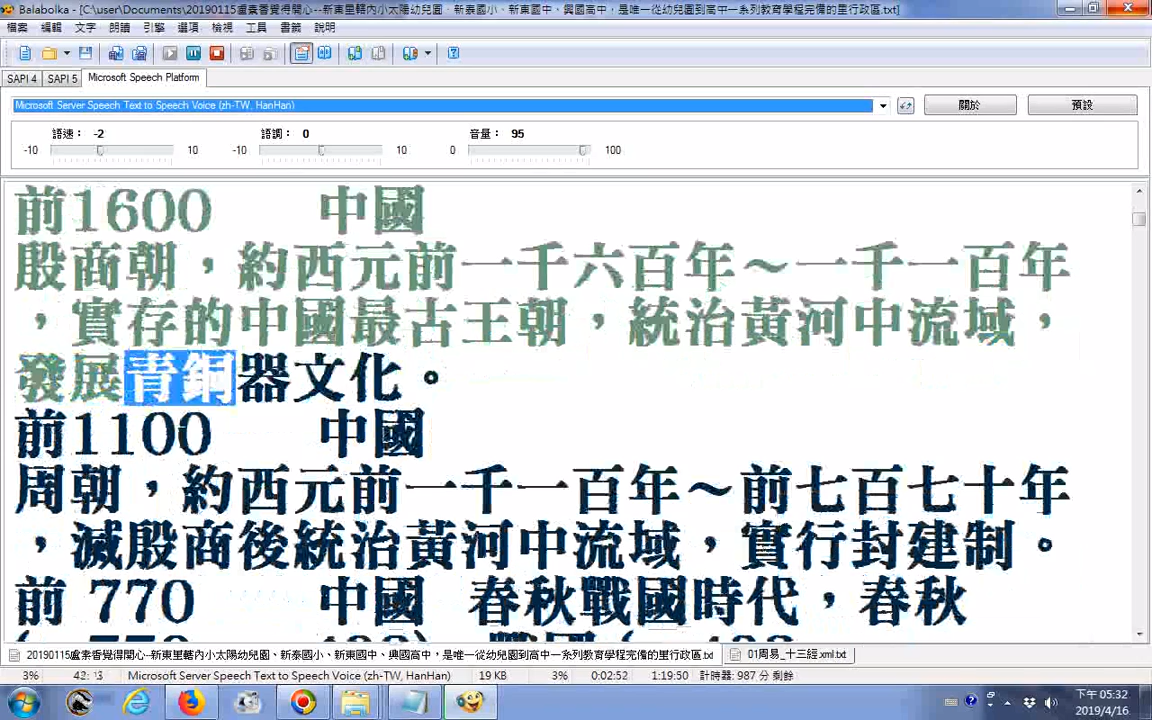 Balabolka - [C:\user\Documents\20190115盧素香覺得開心--新東里轄內小太陽幼兒園、新泰國小、新東國中、興國高中，是唯一從幼兒園到高中一系列教育學程完備的里行政區.txt]
檔案 編輯 文字 朗讀 引擎 選項 檢視 工具 書籤 說明
SAPI 4 SAPI 5 Microsoft Speech Platform
Microsoft Server Speech Text to Speech Voice (zh-TW, HanHan) 關於 預設
語速： -2 語調： 0 音量： 95
-10 10 -10 10 0 100
前1600 中國
殷商朝，約西元前一千六百年～一千一百年
，實存的中國最古王朝，統治黃河中流域，
發展青銅器文化。
前1100 中國
周朝，約西元前一千一百年～前七百七十年
，滅殷商後統治黃河中流域，實行封建制。
前 770 中國 春秋戰國時代，春秋
20190115盧素香覺得開心--新東里轄內小太陽幼兒園、新泰國小、新東國中、興國高中，是唯一從幼兒園到高中一系列教育學程完備的里行政區.txt 01周易_十三經.xml.txt
3% Microsoft Server Speech Text to Speech Voice (zh-TW, HanHan) 19 KB 3% 0:02:52 1:19:50 計時器: 987 分 剩餘
下午 05:32
2019/4/16